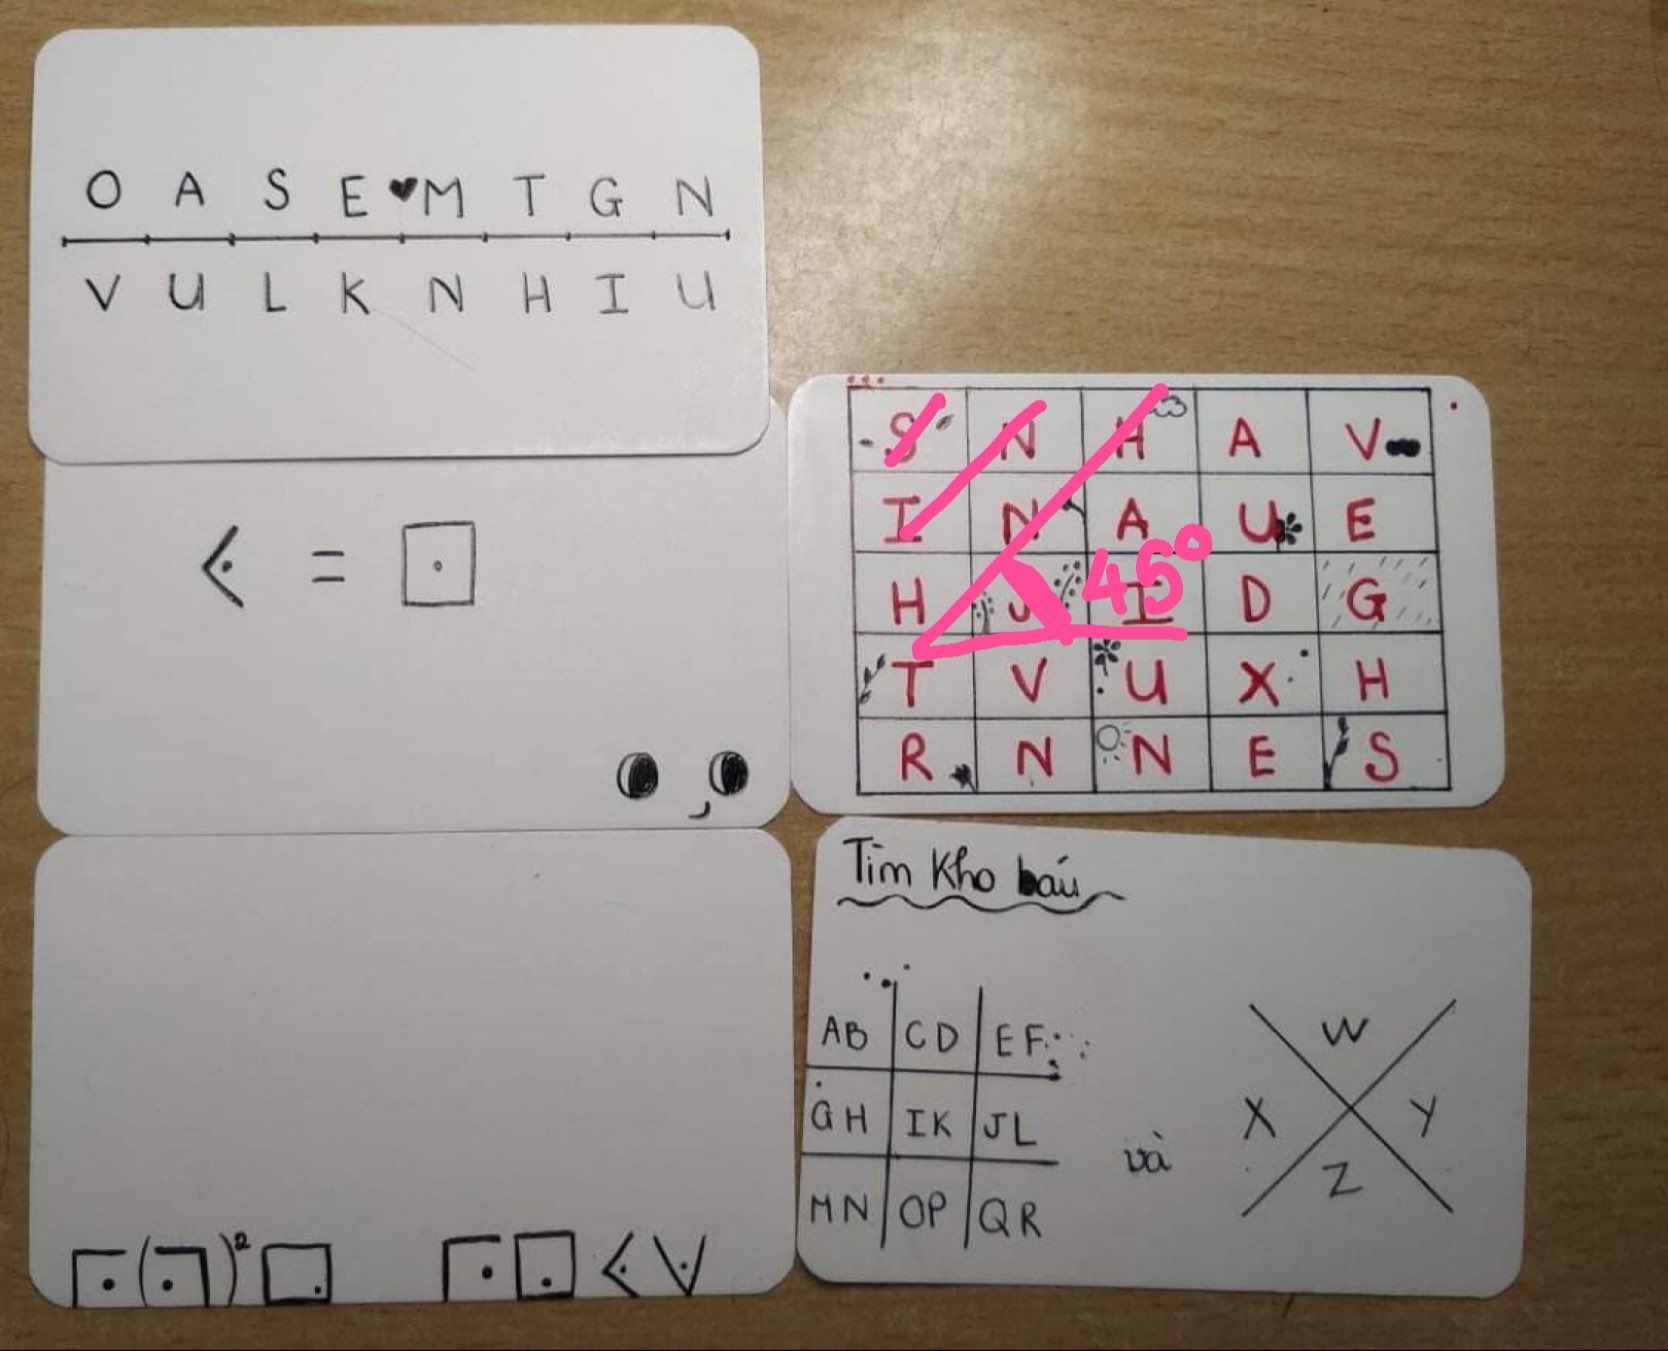 O A S E ♥ M T G N
V U L K N H I U
< =
S N H A V
I N A U E
H J I D G
T V U X H
R N N E S
45°
Tìm Kho báu
AB CD EF
GH IK JL
MN OP QR
và
W
X Y
Z
( )² < V